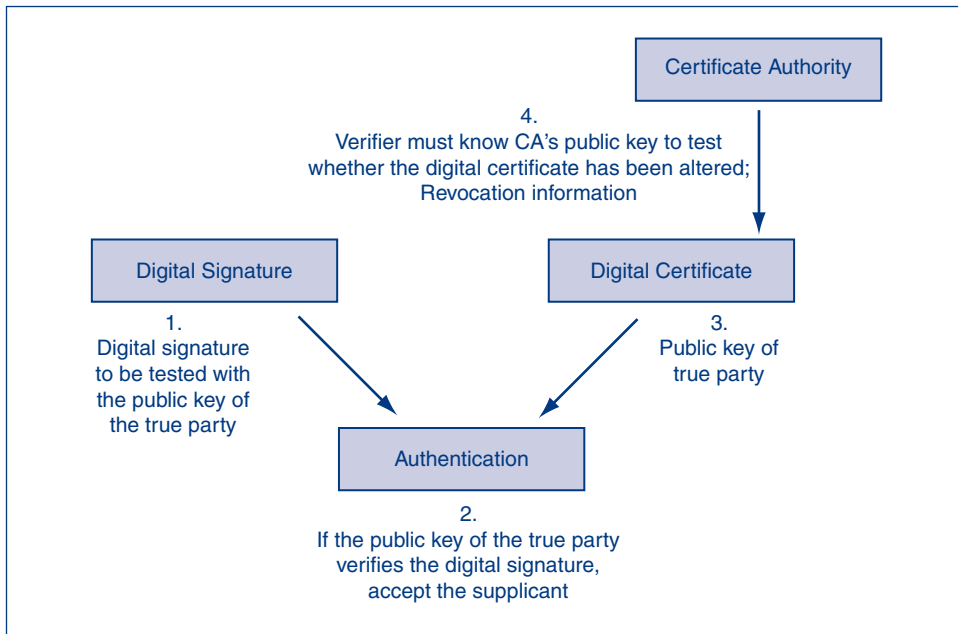 Certificate Authority
4.
Verifier must know CA's public key to test
whether the digital certificate has been altered;
Revocation information
Digital Signature
Digital Certificate
1.
Digital signature
to be tested with
the public key of
the true party
3.
Public key of
true party
Authentication
2.
If the public key of the true party
verifies the digital signature,
accept the supplicant